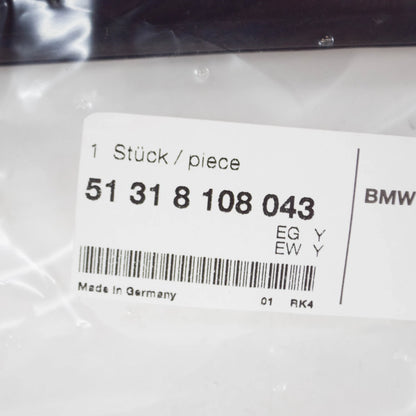 1 Stück / piece
51 31 8 108 043
EG Y
EW Y
Made in Germany 01 RK4
BMW